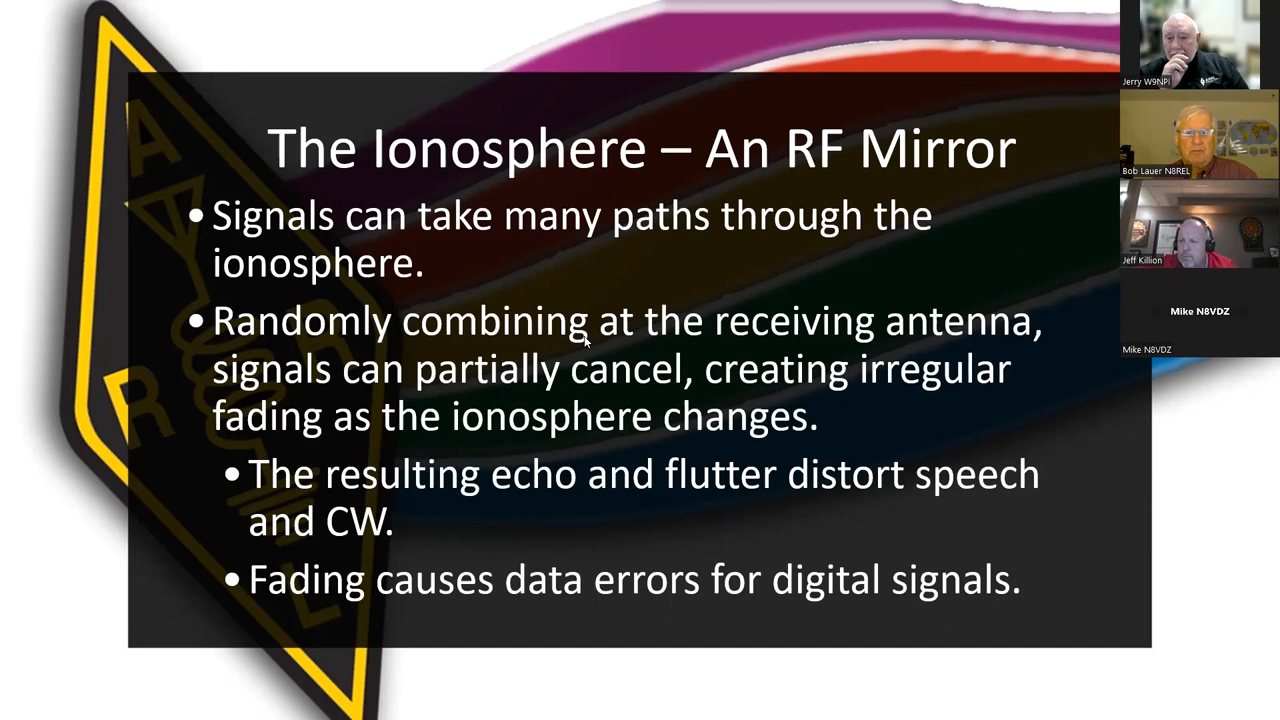 The Ionosphere – An RF Mirror
• Signals can take many paths through the
ionosphere.
• Randomly combining at the receiving antenna,
signals can partially cancel, creating irregular
fading as the ionosphere changes.
• The resulting echo and flutter distort speech
and CW.
• Fading causes data errors for digital signals.
A
R
R
L
Jerry W9NPI
Bob Lauer N8REL
Jeff Killion
Mike N8VDZ
Mike N8VDZ